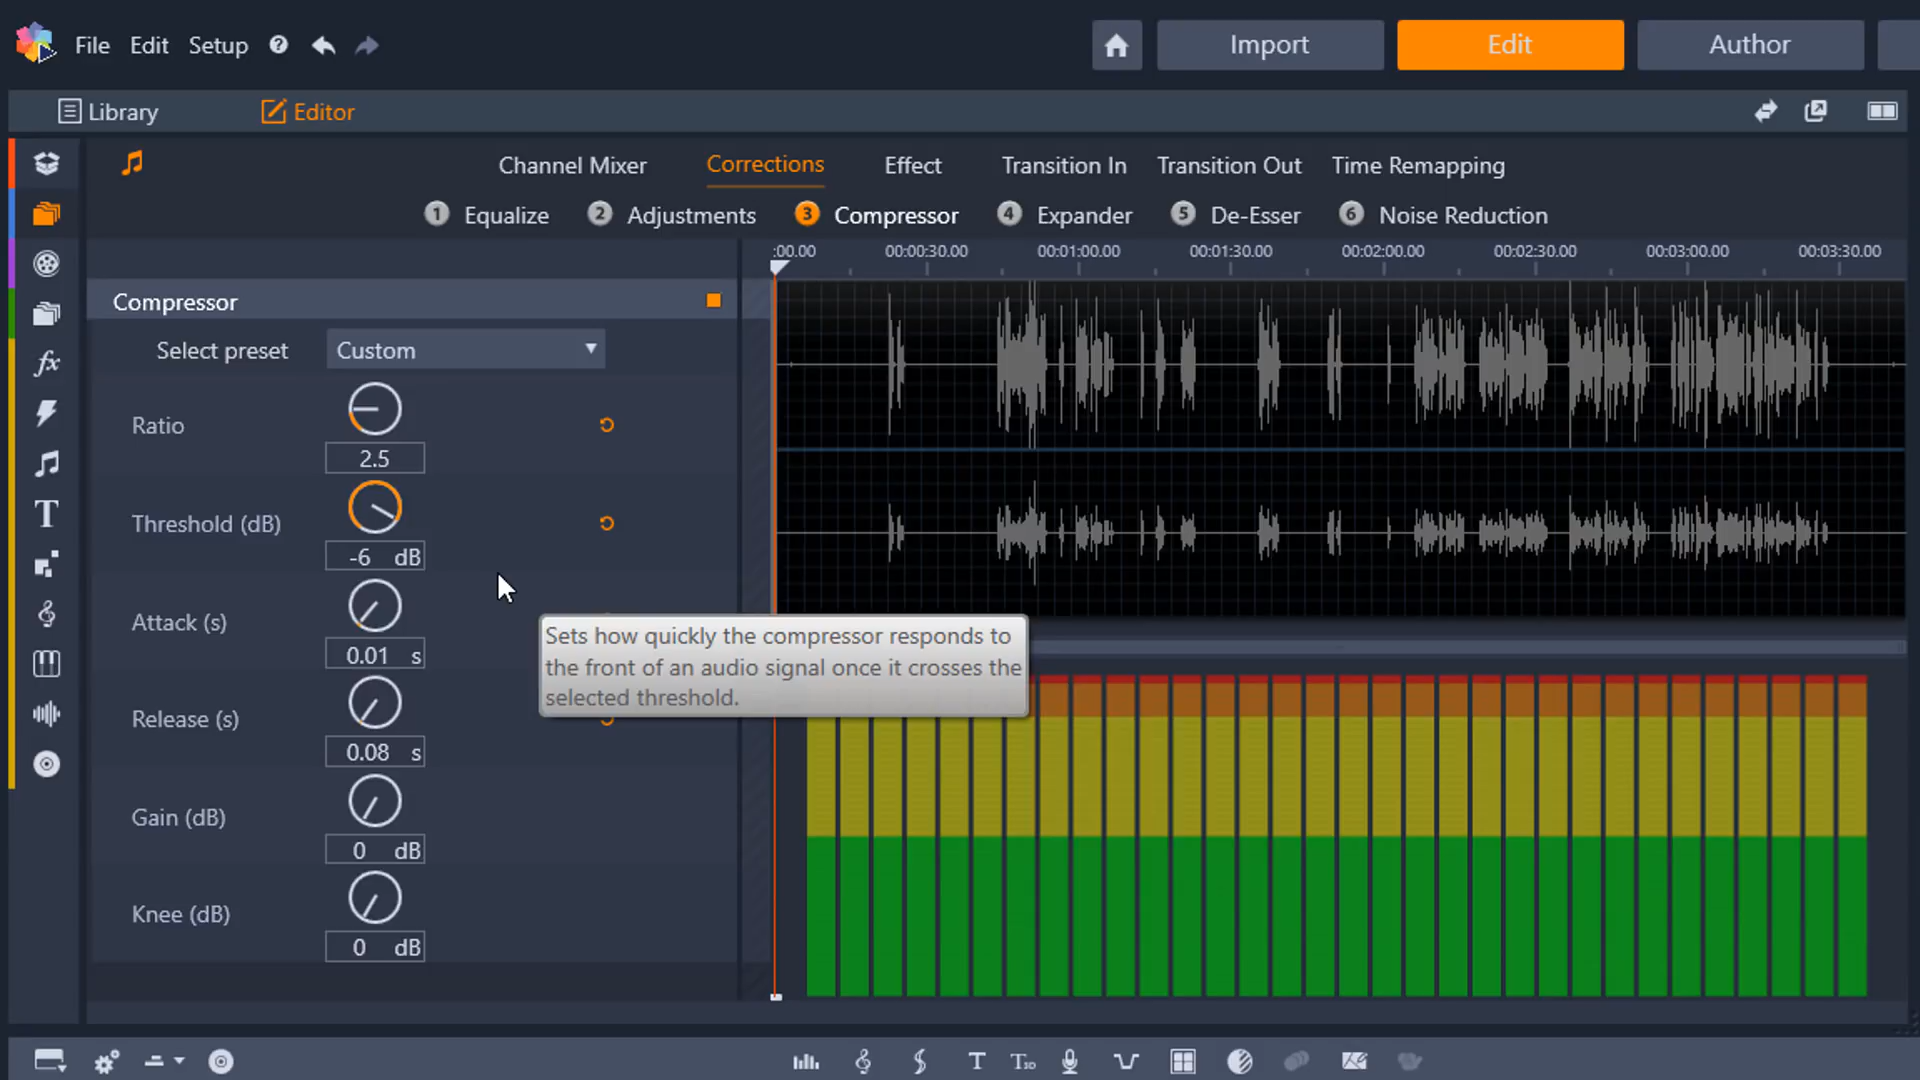 File Edit Setup
Import Edit Author
Library Editor
Channel Mixer Corrections Effect Transition In Transition Out Time Remapping
1 Equalize 2 Adjustments 3 Compressor 4 Expander 5 De-Esser 6 Noise Reduction
:00.00 00:00:30.00 00:01:00.00 00:01:30.00 00:02:00.00 00:02:30.00 00:03:00.00 00:03:30.00
Compressor
Select preset Custom
Ratio
2.5
Threshold (dB)
-6 dB
Attack (s)
0.01 s
Sets how quickly the compressor responds to
the front of an audio signal once it crosses the
selected threshold.
Release (s)
0.08 s
Gain (dB)
0 dB
Knee (dB)
0 dB